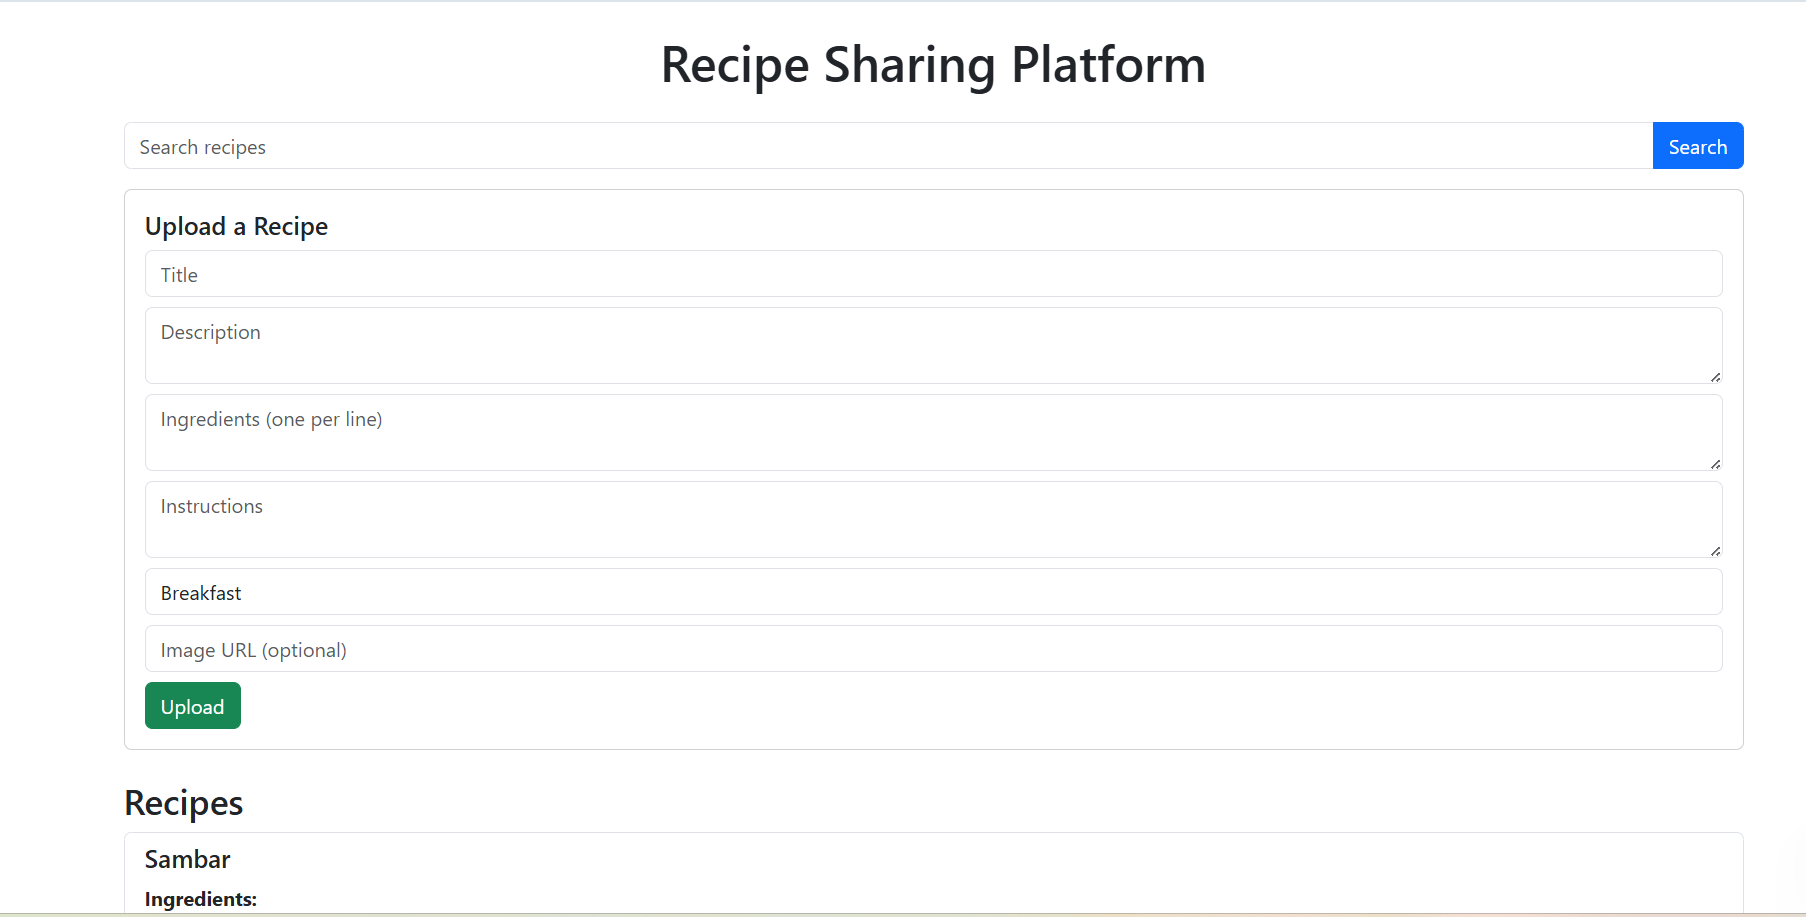 Recipe Sharing Platform
Search recipes
Search
Upload a Recipe
Title
Description
Ingredients (one per line)
Instructions
Breakfast
Image URL (optional)
Upload
Recipes
Sambar
Ingredients: